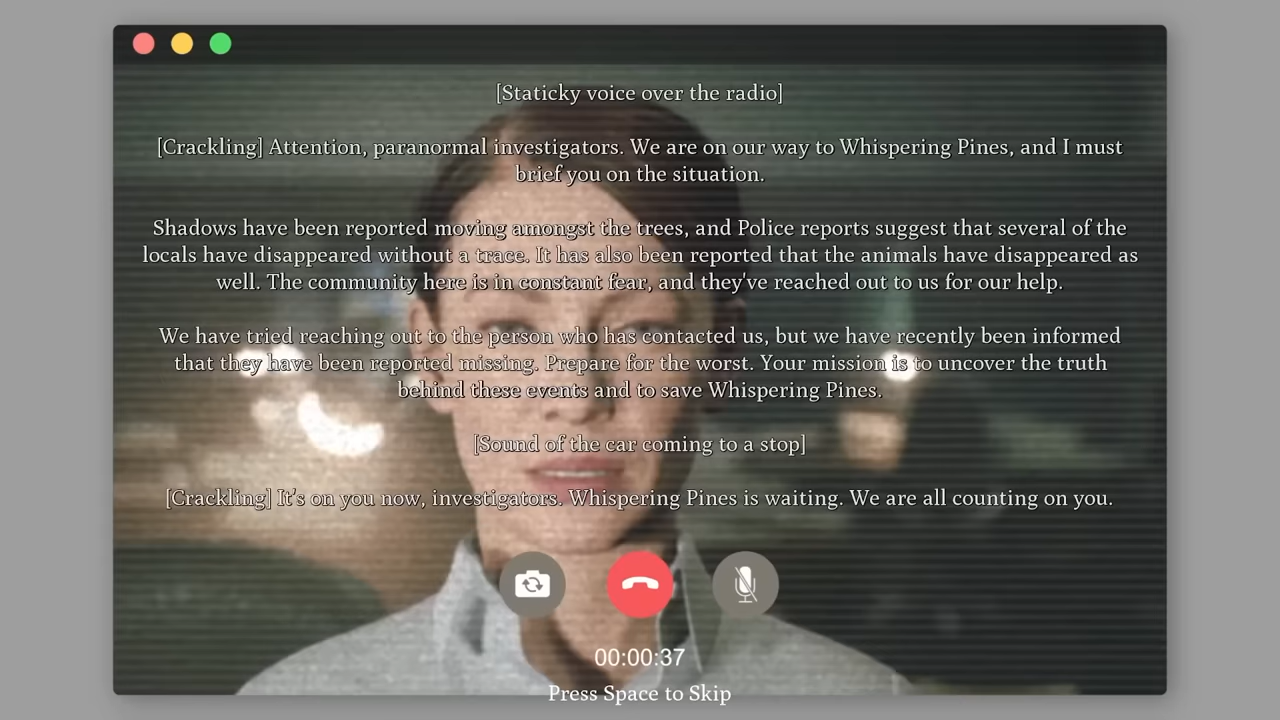 [Staticky voice over the radio]
[Crackling] Attention, paranormal investigators. We are on our way to Whispering Pines, and I must
brief you on the situation.
Shadows have been reported moving amongst the trees, and Police reports suggest that several of the
locals have disappeared without a trace. It has also been reported that the animals have disappeared as
well. The community here is in constant fear, and they've reached out to us for our help.
We have tried reaching out to the person who has contacted us, but we have recently been informed
that they have been reported missing. Prepare for the worst. Your mission is to uncover the truth
behind these events and to save Whispering Pines.
[Sound of the car coming to a stop]
[Crackling] It's on you now, investigators. Whispering Pines is waiting. We are all counting on you.
00:00:37
Press Space to Skip